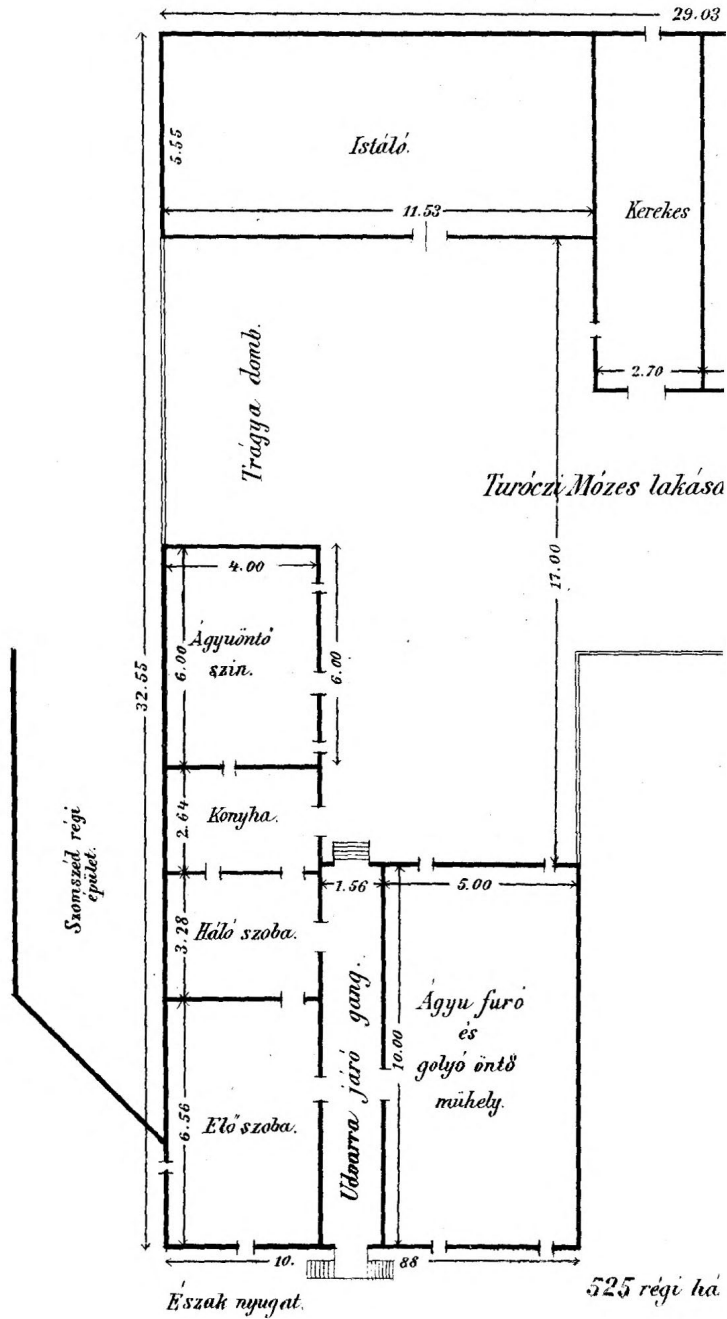 29.03
5.55
Istáló.
11.53
Kerekes
2.70
Trágya domb.
Turóczi Mózes lakása
17.00
4.00
6.00
Ágyuöntő
szin.
6.00
32.55
Konyha.
2.64
Szomszéd régi
épület.
1.56
5.00
Háló szoba.
3.28
Udvarra járó gang.
10.00
Ágyu furó
és
golyó öntő
mühely.
Elő szoba.
6.56
10. 88
Észak nyugat.
525 régi há